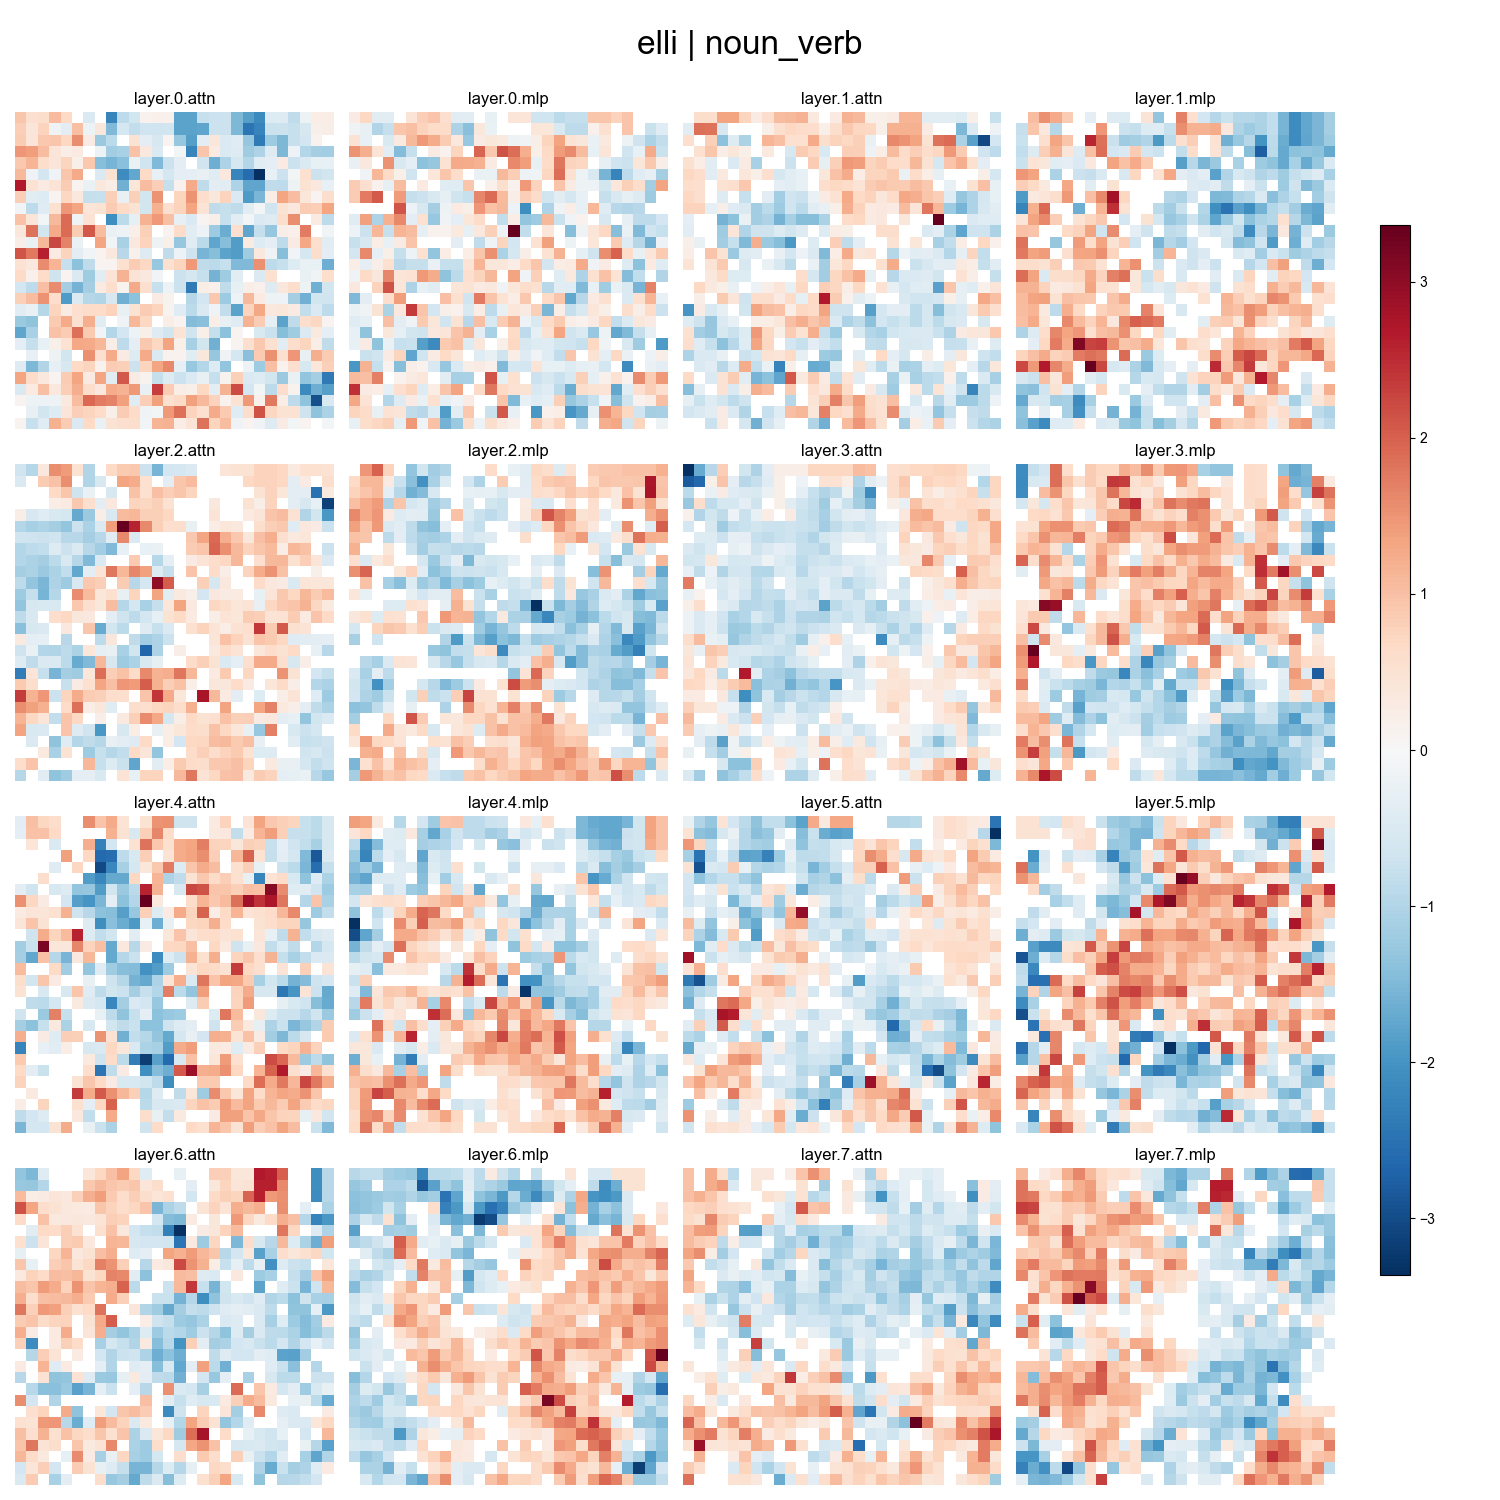 elli | noun_verb
layer.0.attn
layer.0.mlp
layer.1.attn
layer.1.mlp
layer.2.attn
layer.2.mlp
layer.3.attn
layer.3.mlp
layer.4.attn
layer.4.mlp
layer.5.attn
layer.5.mlp
layer.6.attn
layer.6.mlp
layer.7.attn
layer.7.mlp
3
2
1
0
−1
−2
−3